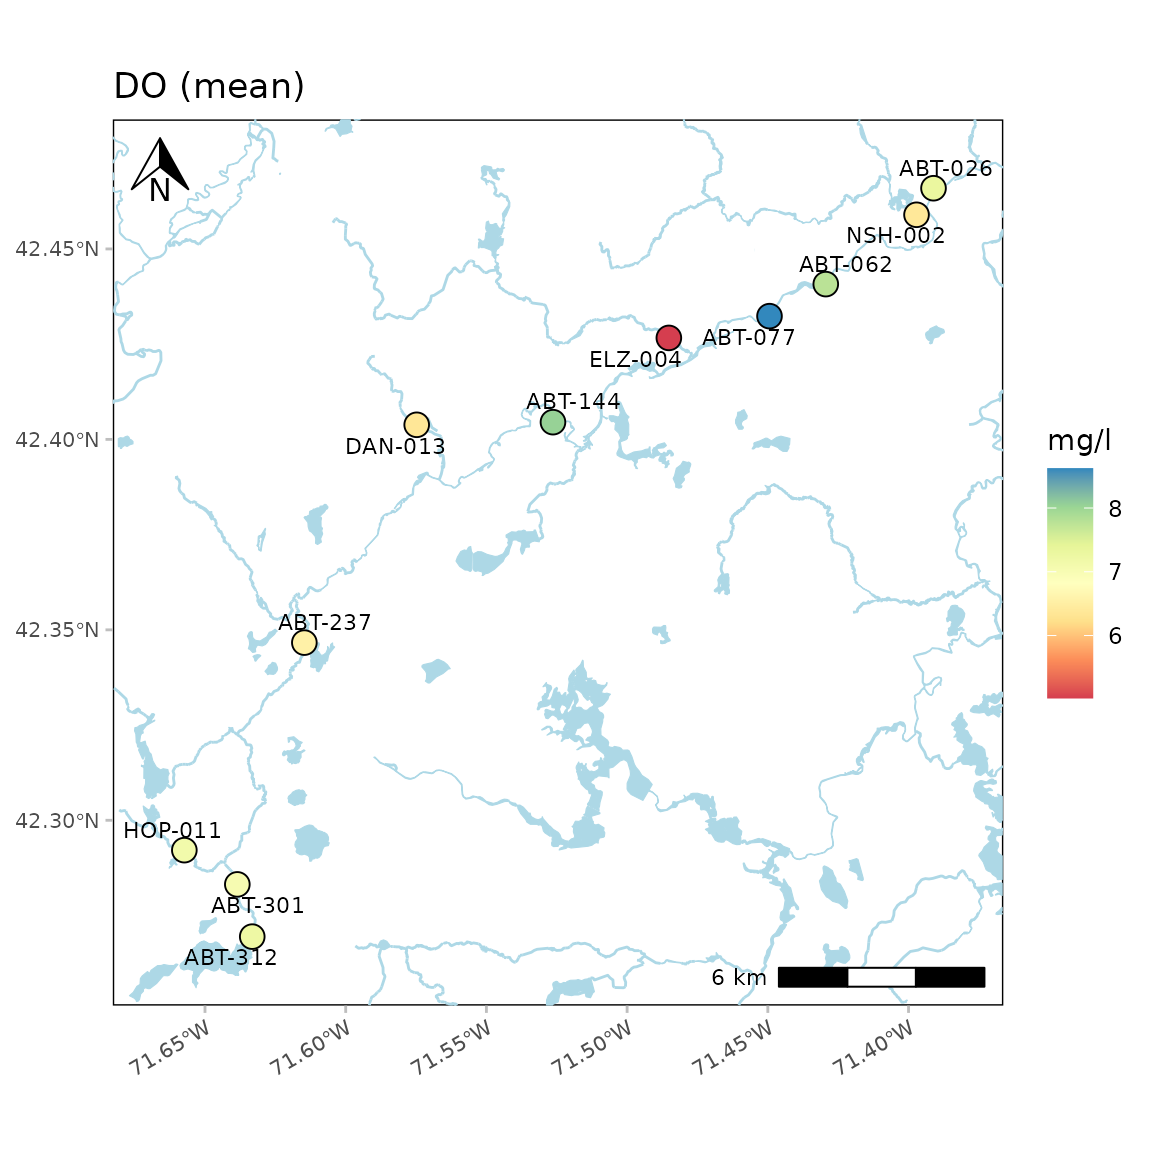 DO (mean)
N
ABT-026
NSH-002
ABT-062
ABT-077
ELZ-004
ABT-144
DAN-013
ABT-237
HOP-011
ABT-301
ABT-312
6 km
42.45°N
42.40°N
42.35°N
42.30°N
71.65°W
71.60°W
71.55°W
71.50°W
71.45°W
71.40°W
mg/l
8
7
6